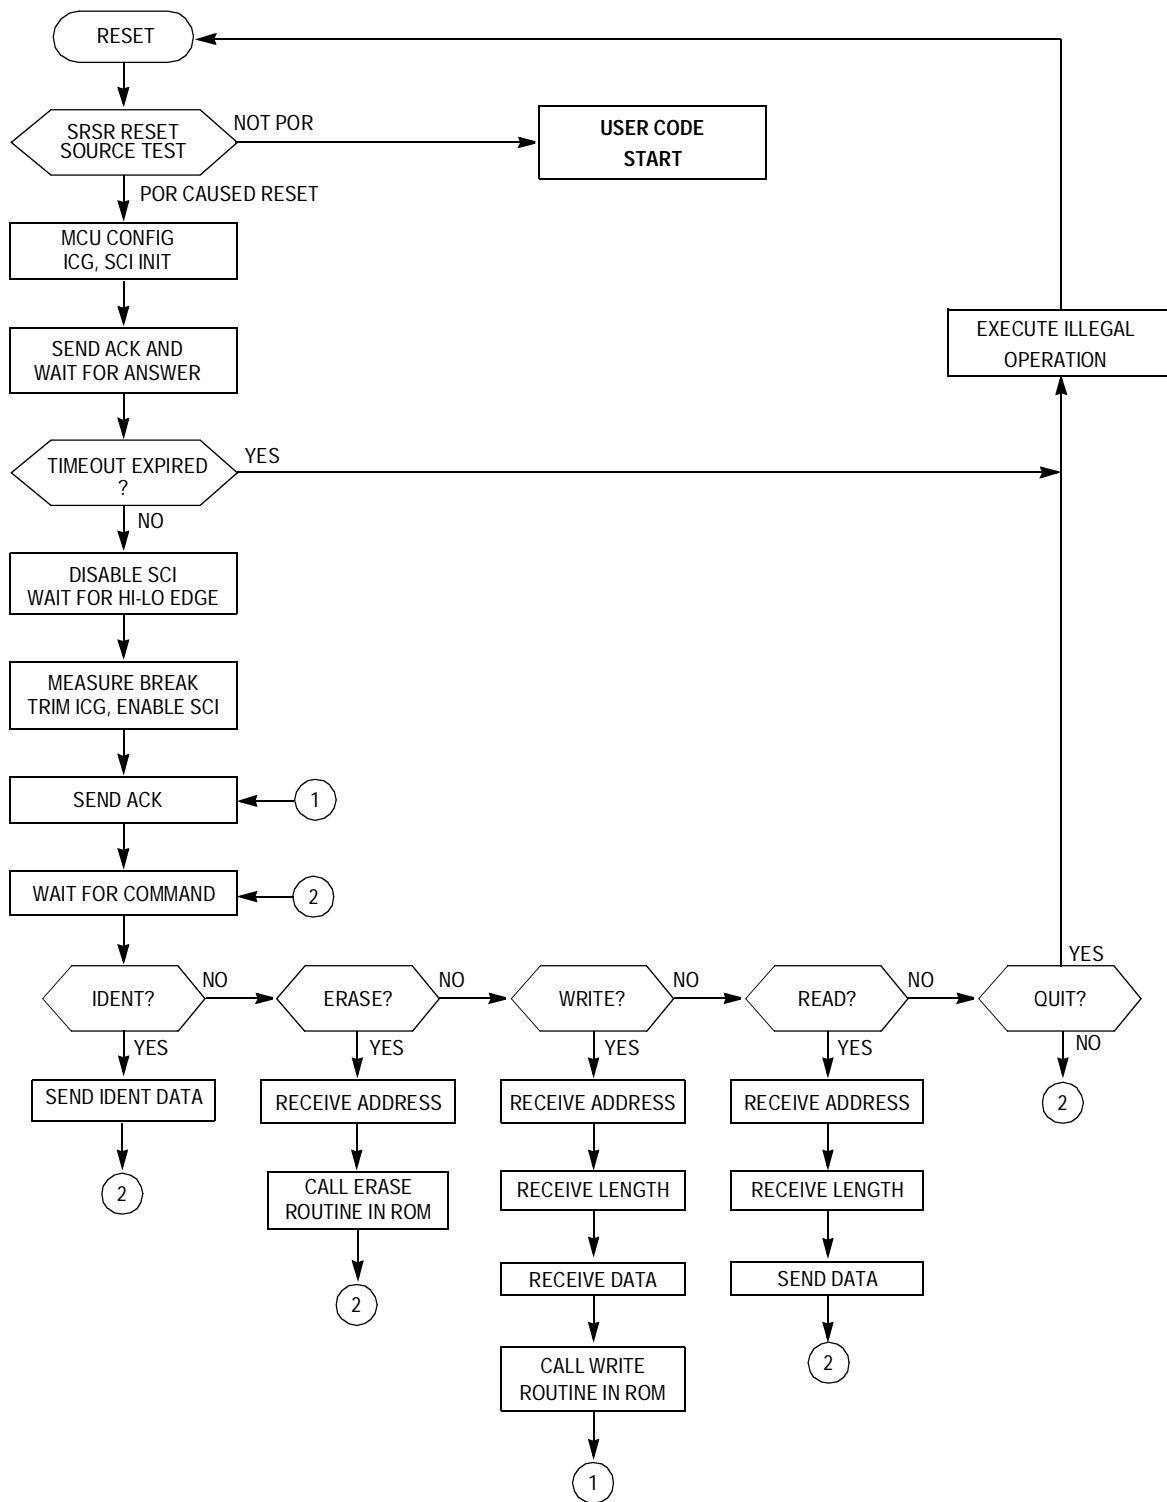 RESET
SRSR RESET
SOURCE TEST
NOT POR
USER CODE
START
POR CAUSED RESET
MCU CONFIG
ICG, SCI INIT
EXECUTE ILLEGAL
OPERATION
SEND ACK AND
WAIT FOR ANSWER
TIMEOUT EXPIRED
?
YES
NO
DISABLE SCI
WAIT FOR HI-LO EDGE
MEASURE BREAK
TRIM ICG, ENABLE SCI
SEND ACK
1
WAIT FOR COMMAND
2
IDENT?
NO
ERASE?
NO
WRITE?
NO
READ?
NO
QUIT?
YES
YES
YES
YES
YES
NO
SEND IDENT DATA
RECEIVE ADDRESS
RECEIVE ADDRESS
RECEIVE ADDRESS
2
2
CALL ERASE
ROUTINE IN ROM
RECEIVE LENGTH
RECEIVE LENGTH
2
RECEIVE DATA
SEND DATA
CALL WRITE
ROUTINE IN ROM
2
1